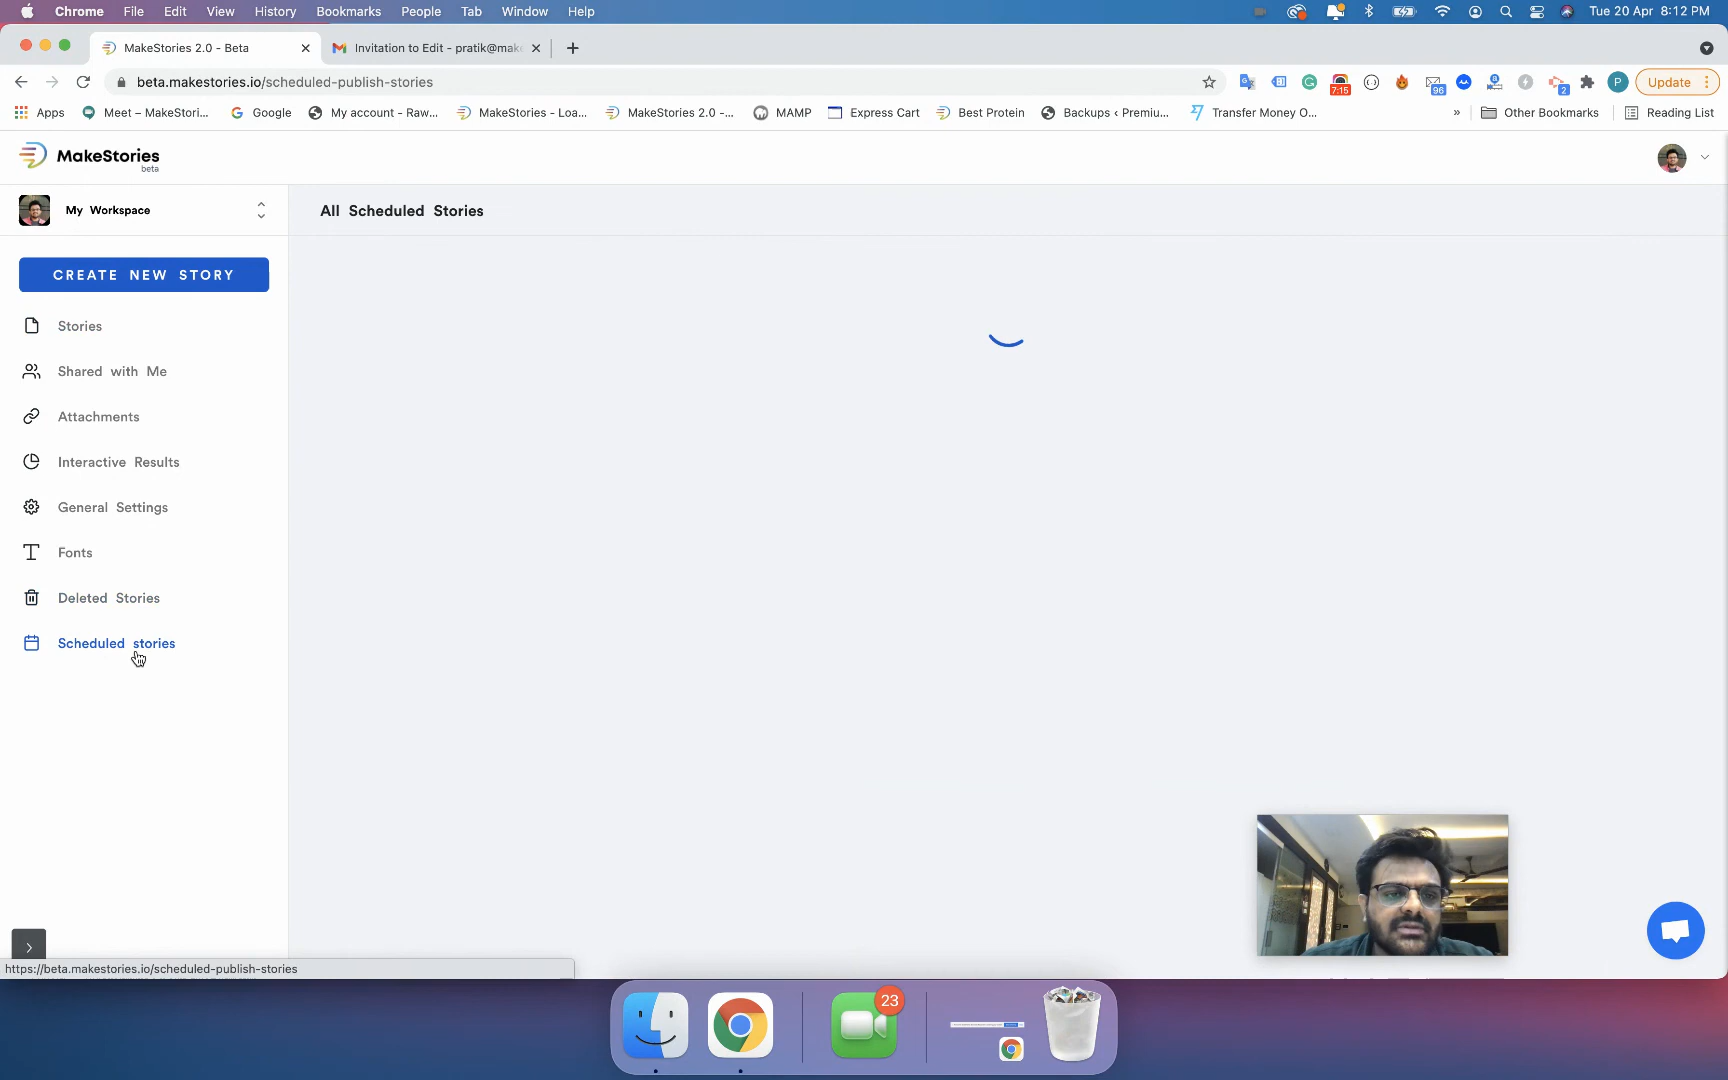 Chrome File Edit View History Bookmarks People Tab Window Help Tue 20 Apr 8:12 PM
MakeStories 2.0 - Beta Invitation to Edit - pratik@mak
beta.makestories.io/scheduled-publish-stories 7:15 96 2 P Update
Apps Meet – MakeStori... Google My account - Raw... MakeStories - Loa... MakeStories 2.0 -... MAMP Express Cart Best Protein Backups ‹ Premiu... Transfer Money O... » Other Bookmarks Reading List
MakeStories
beta
My Workspace
All Scheduled Stories
CREATE NEW STORY
Stories
Shared with Me
Attachments
Interactive Results
General Settings
Fonts
Deleted Stories
Scheduled stories
https://beta.makestories.io/scheduled-publish-stories
23